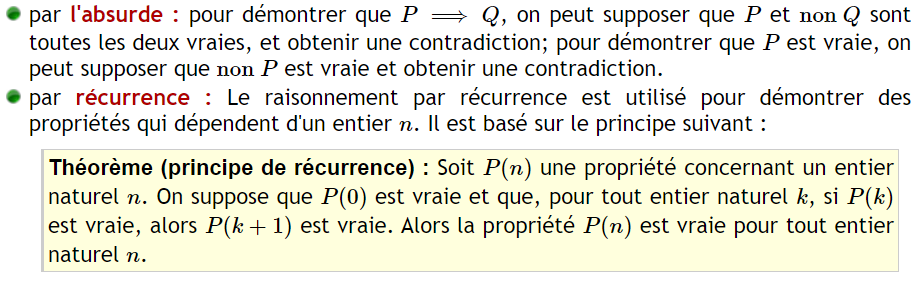 par l'absurde : pour démontrer que P ⟹ Q, on peut supposer que P et non Q sont
toutes les deux vraies, et obtenir une contradiction; pour démontrer que P est vraie, on
peut supposer que non P est vraie et obtenir une contradiction.
par récurrence : Le raisonnement par récurrence est utilisé pour démontrer des
propriétés qui dépendent d'un entier n. Il est basé sur le principe suivant :
Théorème (principe de récurrence) : Soit P(n) une propriété concernant un entier
naturel n. On suppose que P(0) est vraie et que, pour tout entier naturel k, si P(k)
est vraie, alors P(k + 1) est vraie. Alors la propriété P(n) est vraie pour tout entier
naturel n.